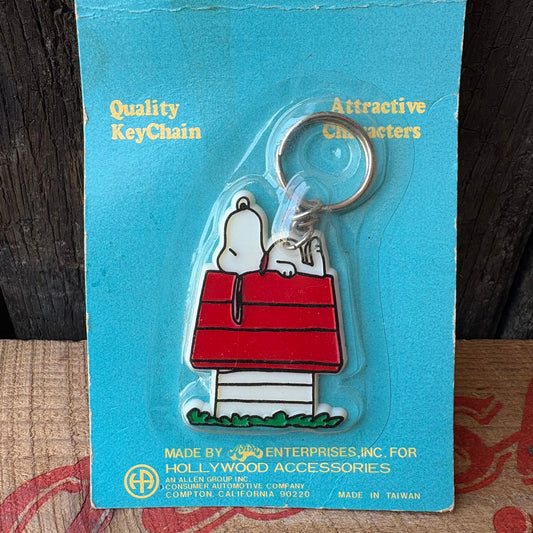 Quality
KeyChain
Attractive
Characters
MADE BY ENTERPRISES, INC. FOR
HOLLYWOOD ACCESSORIES
AN ALLEN GROUP INC.
CONSUMER AUTOMOTIVE COMPANY
COMPTON, CALIFORNIA 90220 MADE IN TAIWAN